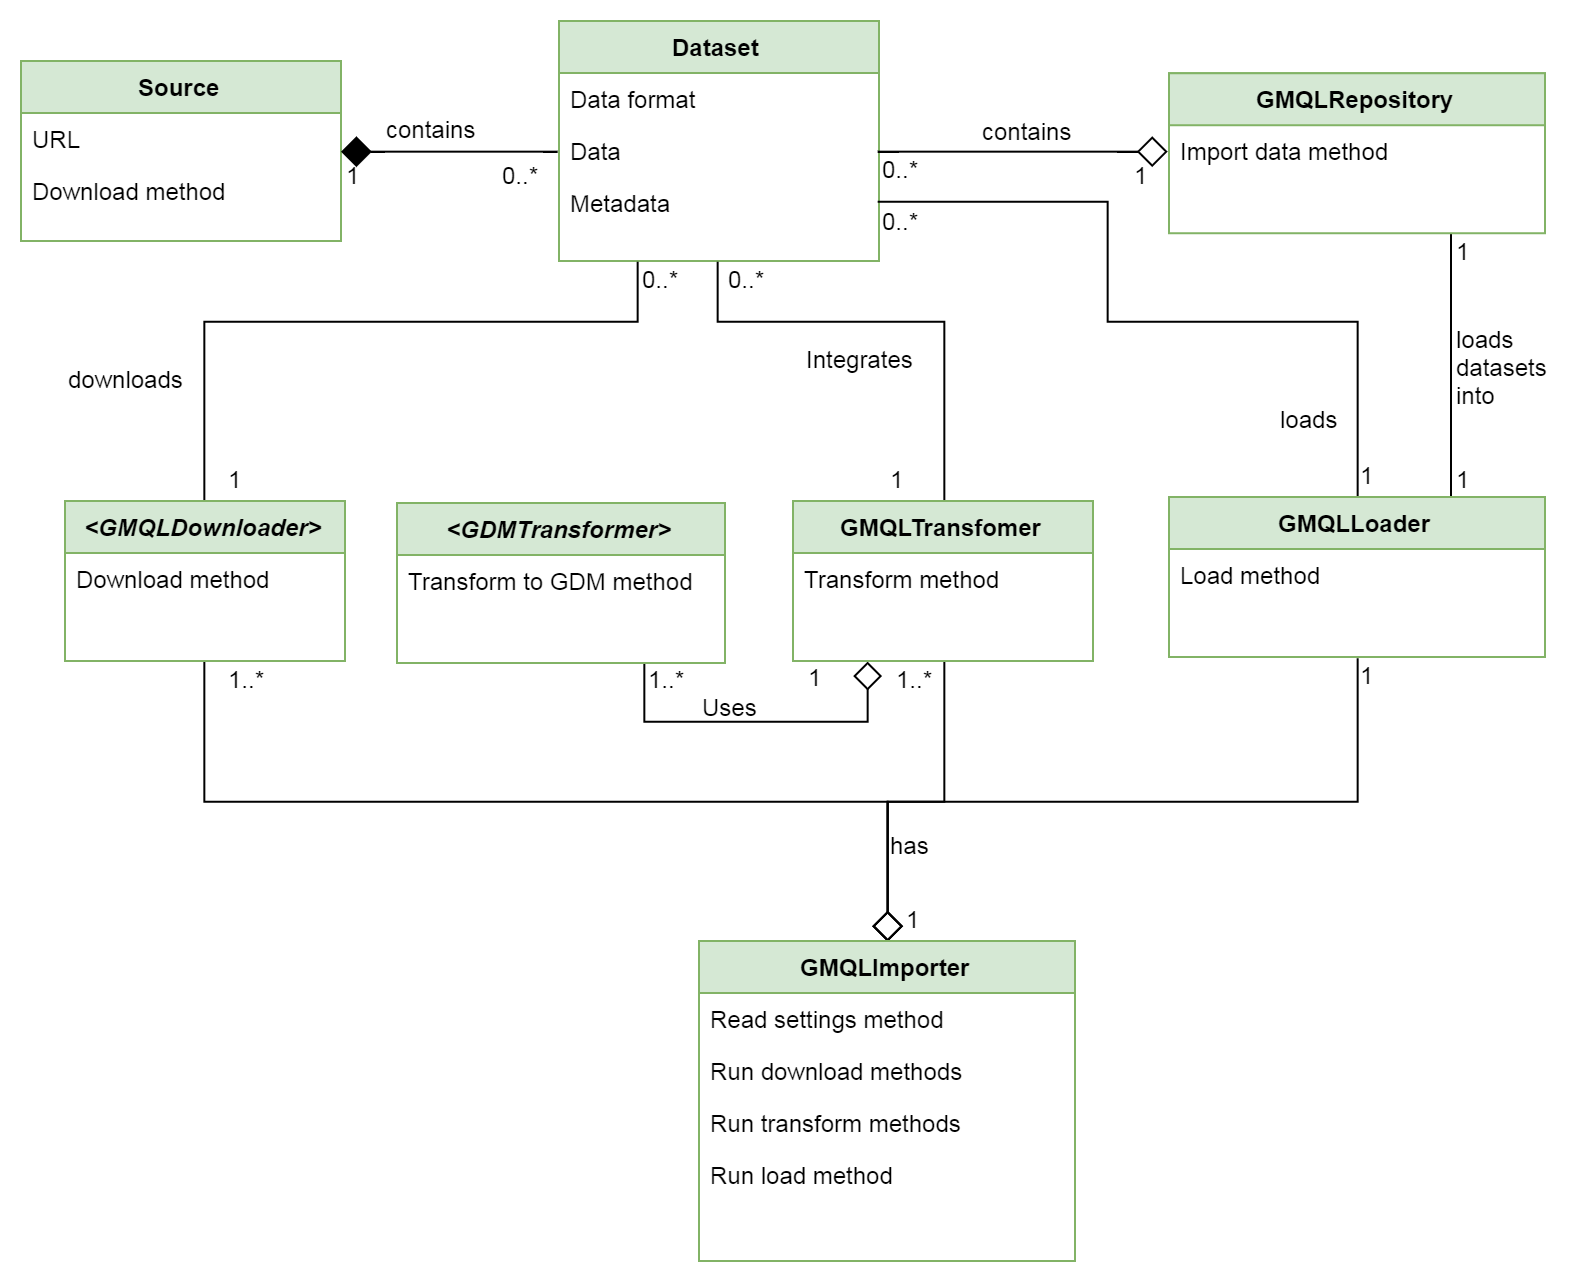 Source
URL
Download method
contains
1
0..*
Dataset
Data format
Data
Metadata
contains
0..*
1
0..*
GMQLRepository
Import data method
0..*
0..*
1
downloads
Integrates
loads
loads
datasets
into
1
1
1
1
<GMQLDownloader>
Download method
<GDMTransformer>
Transform to GDM method
GMQLTransfomer
Transform method
GMQLLoader
Load method
1..*
1..*
Uses
1
1..*
1
has
1
GMQLImporter
Read settings method
Run download methods
Run transform methods
Run load method